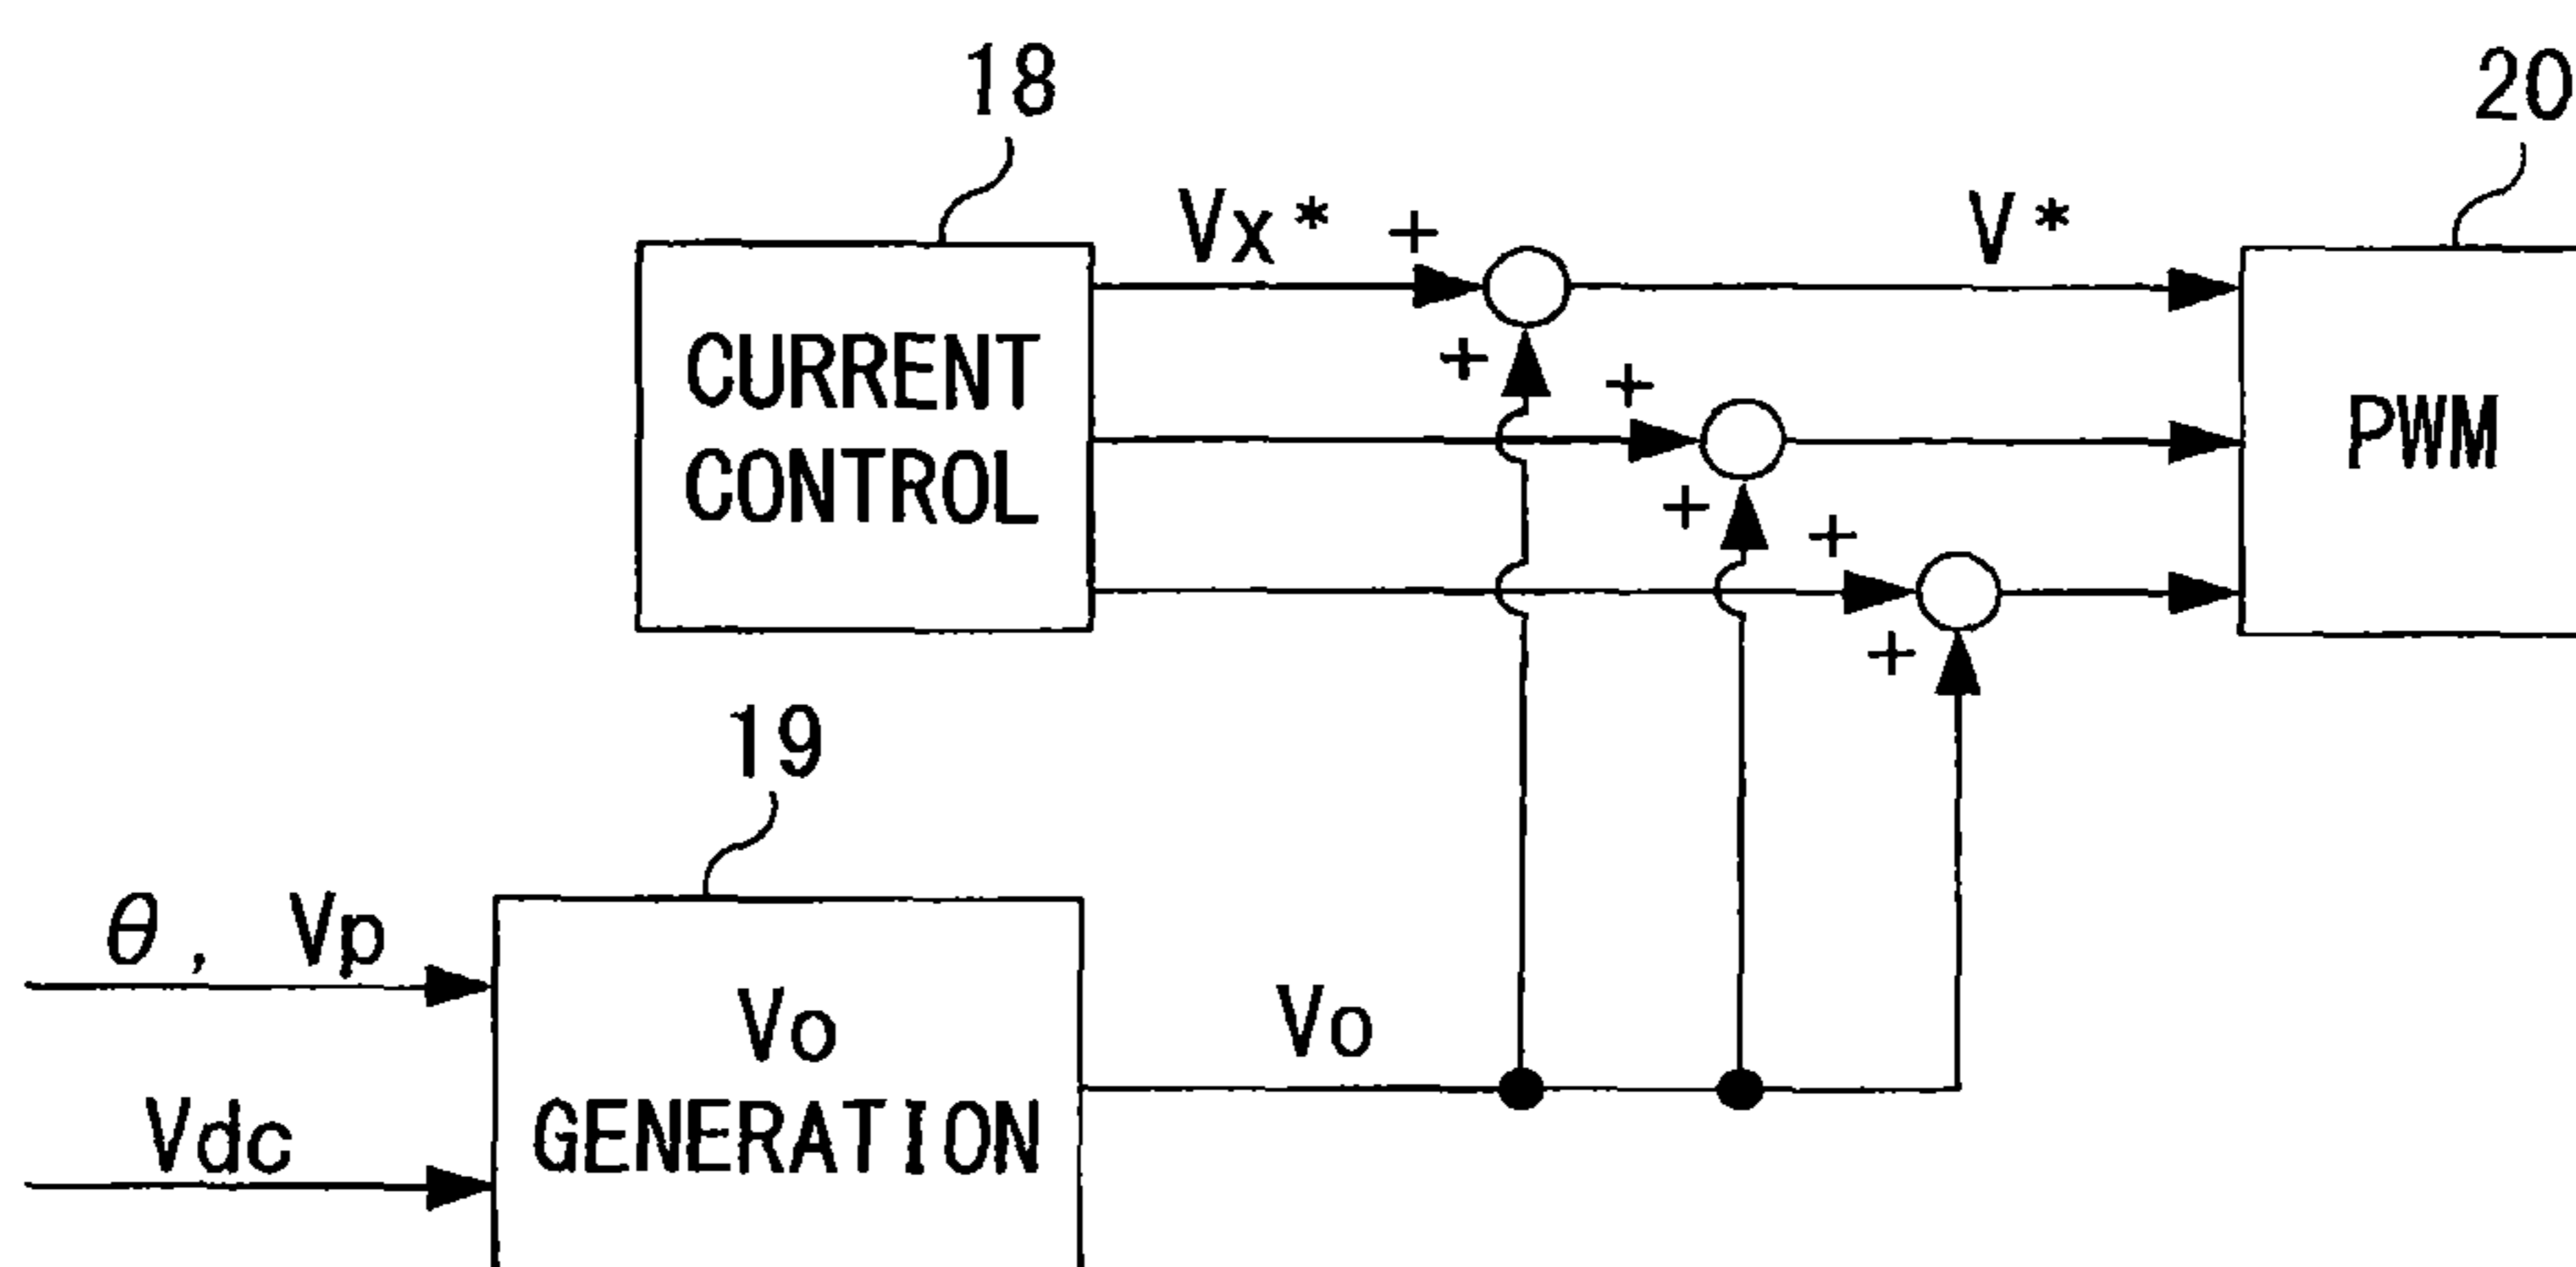 18
20
Vx* +
V*
+
+
CURRENT
CONTROL
PWM
+
+
+
19
θ, Vp
Vo
GENERATION
Vo
Vdc